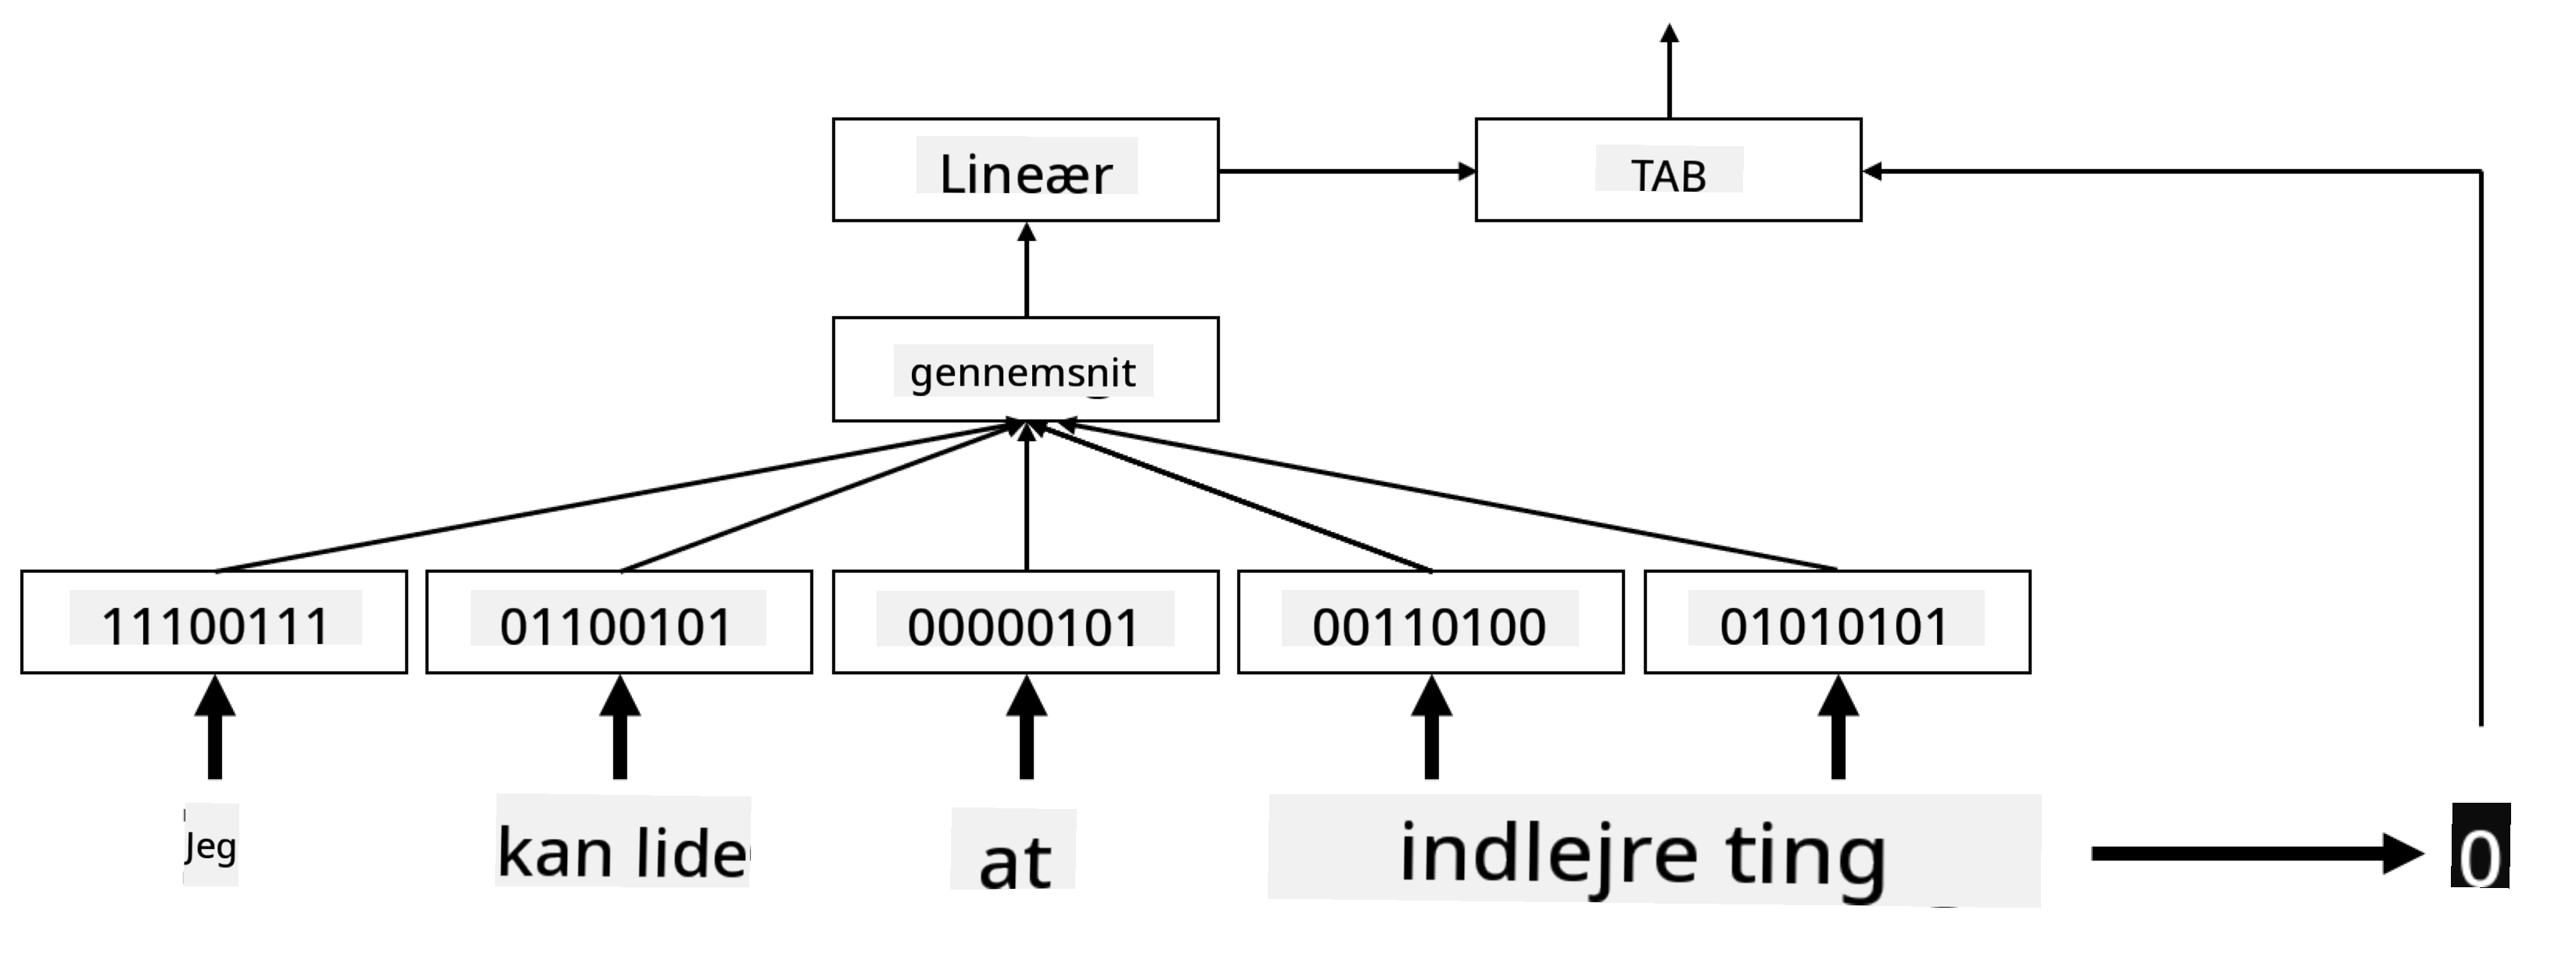 Lineær
TAB
gennemsnit
11100111
01100101
00000101
00110100
01010101
Jeg
kan lide
at
indlejre ting
0